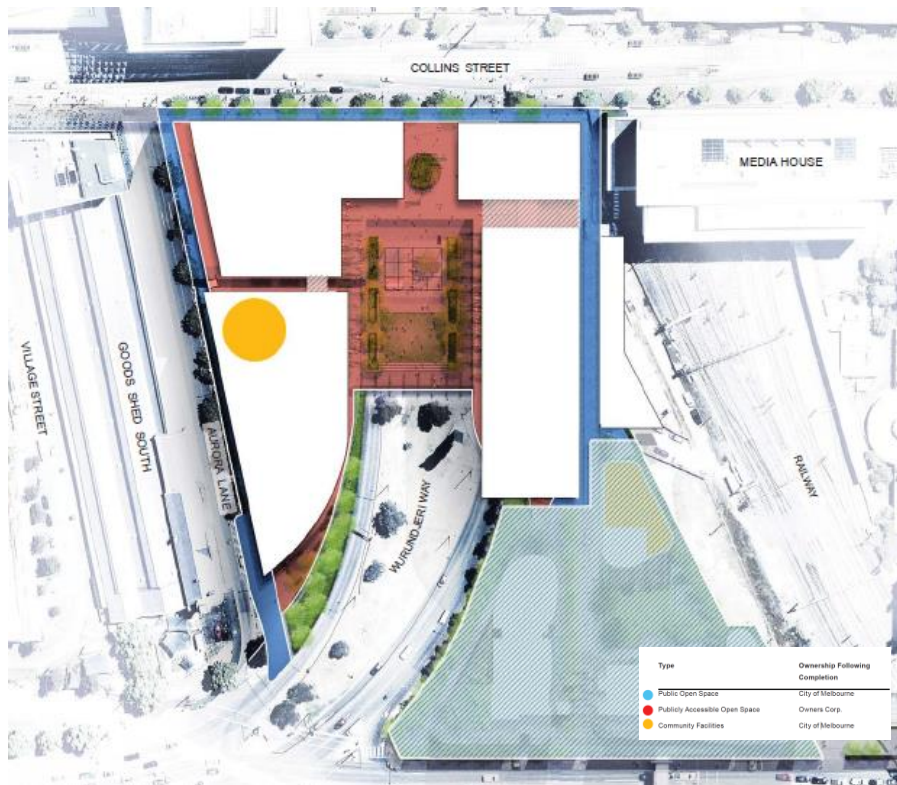 COLLINS STREET
MEDIA HOUSE
VILLAGE STREET
GOODS SHED SOUTH
AURORA LANE
WURUNDJERI WAY
RAILWAY
Type Ownership Following
Completion
Public Open Space City of Melbourne
Publicly Accessible Open Space Owners Corp.
Community Facilities City of Melbourne